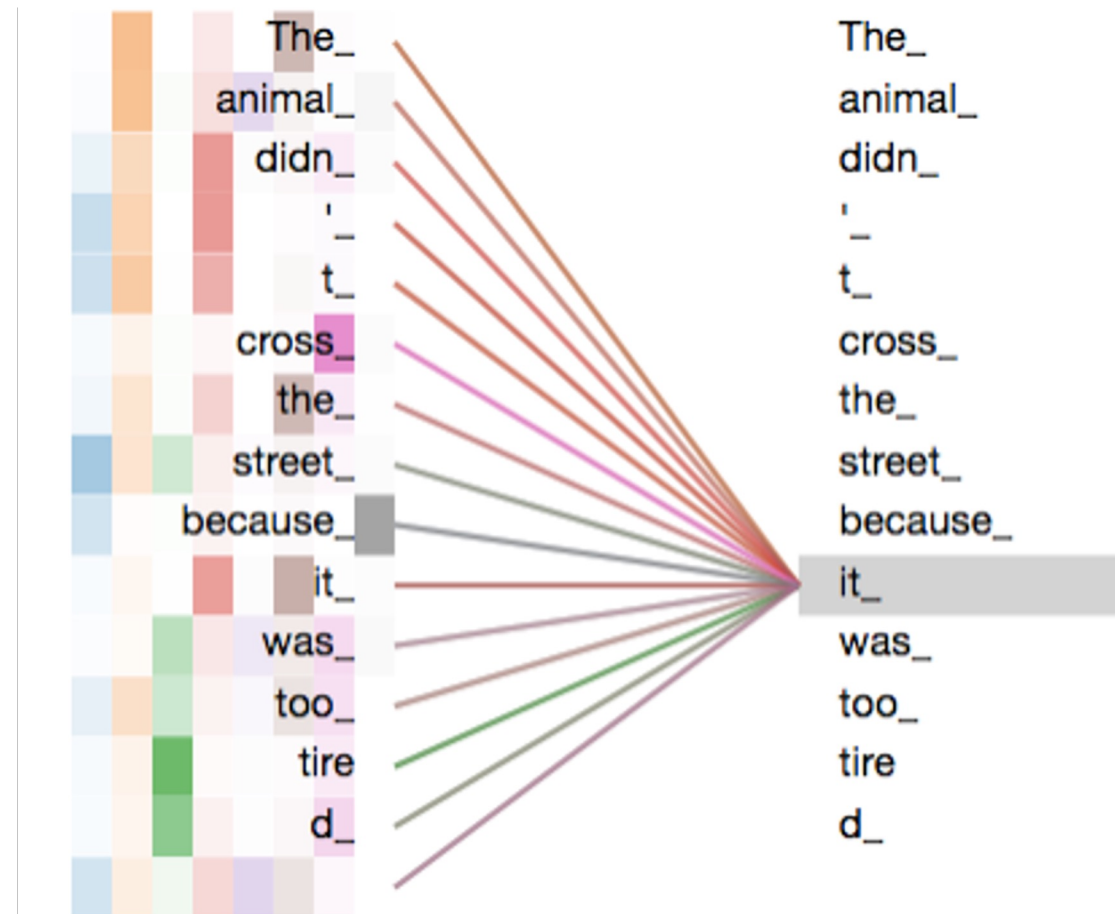 The_ The_
animal_ animal_
didn_ didn_
'_ '_
t_ t_
cross_ cross_
the_ the_
street_ street_
because_ because_
it_ it_
was_ was_
too_ too_
tire tire
d_ d_